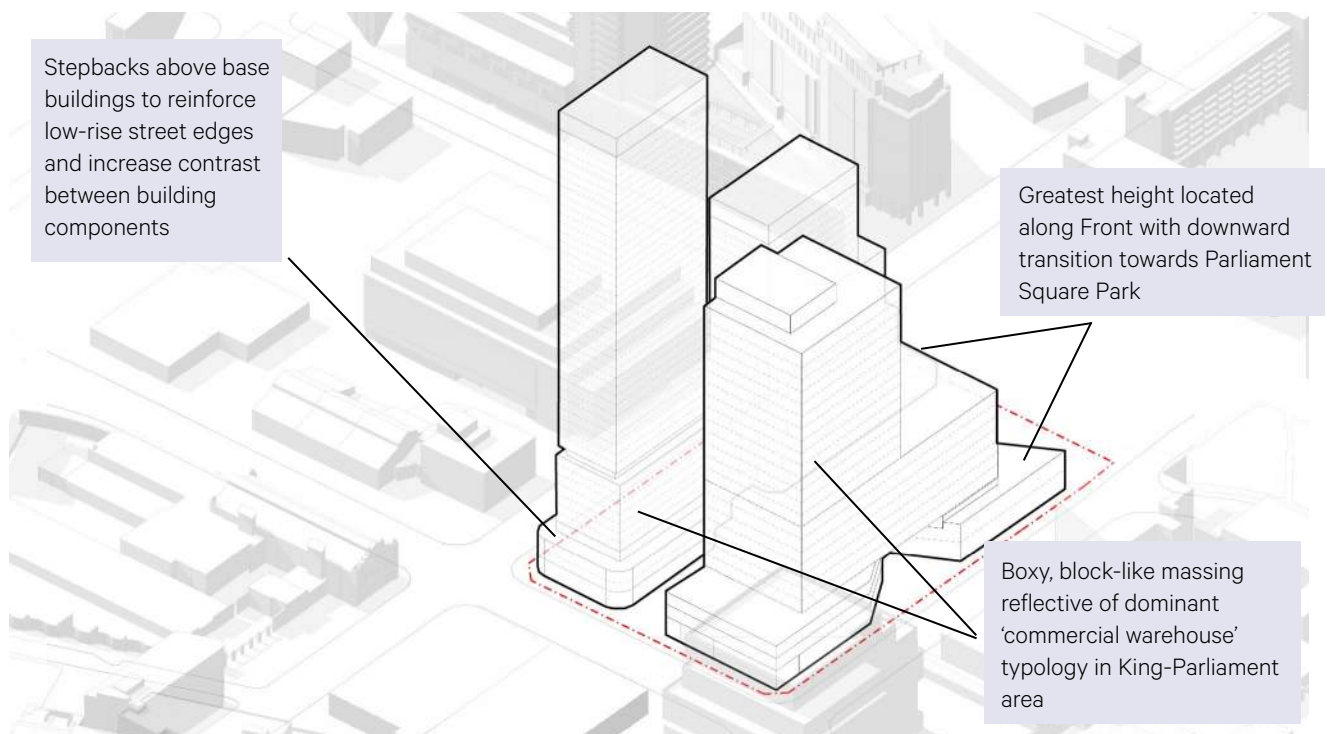 Stepbacks above base
buildings to reinforce
low-rise street edges
and increase contrast
between building
components
Greatest height located
along Front with downward
transition towards Parliament
Square Park
Boxy, block-like massing
reflective of dominant
‘commercial warehouse’
typology in King-Parliament
area